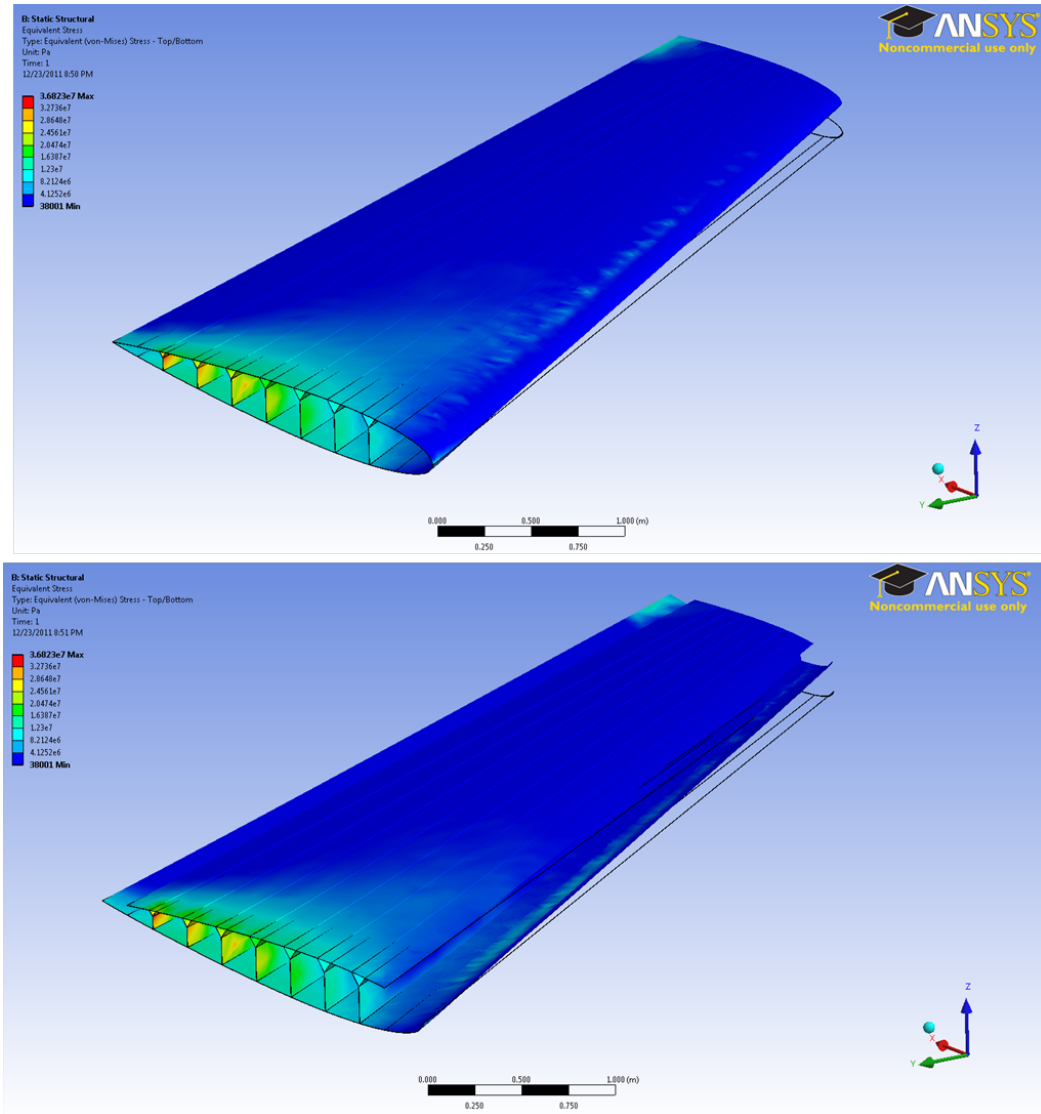 B: Static Structural
Equivalent Stress
Type: Equivalent (von-Mises) Stress - Top/Bottom
Unit: Pa
Time: 1
12/23/2011 8:50 PM
3.6823e7 Max
3.2736e7
2.8648e7
2.4561e7
2.0474e7
1.6387e7
1.23e7
8.2124e6
4.1252e6
38001 Min
ANSYS
Noncommercial use only
Z
X
Y
0.000 0.500 1.000 (m)
0.250 0.750
B: Static Structural
Equivalent Stress
Type: Equivalent (von-Mises) Stress - Top/Bottom
Unit: Pa
Time: 1
12/23/2011 8:51 PM
3.6823e7 Max
3.2736e7
2.8648e7
2.4561e7
2.0474e7
1.6387e7
1.23e7
8.2124e6
4.1252e6
38001 Min
ANSYS
Noncommercial use only
Z
X
Y
0.000 0.500 1.000 (m)
0.250 0.750